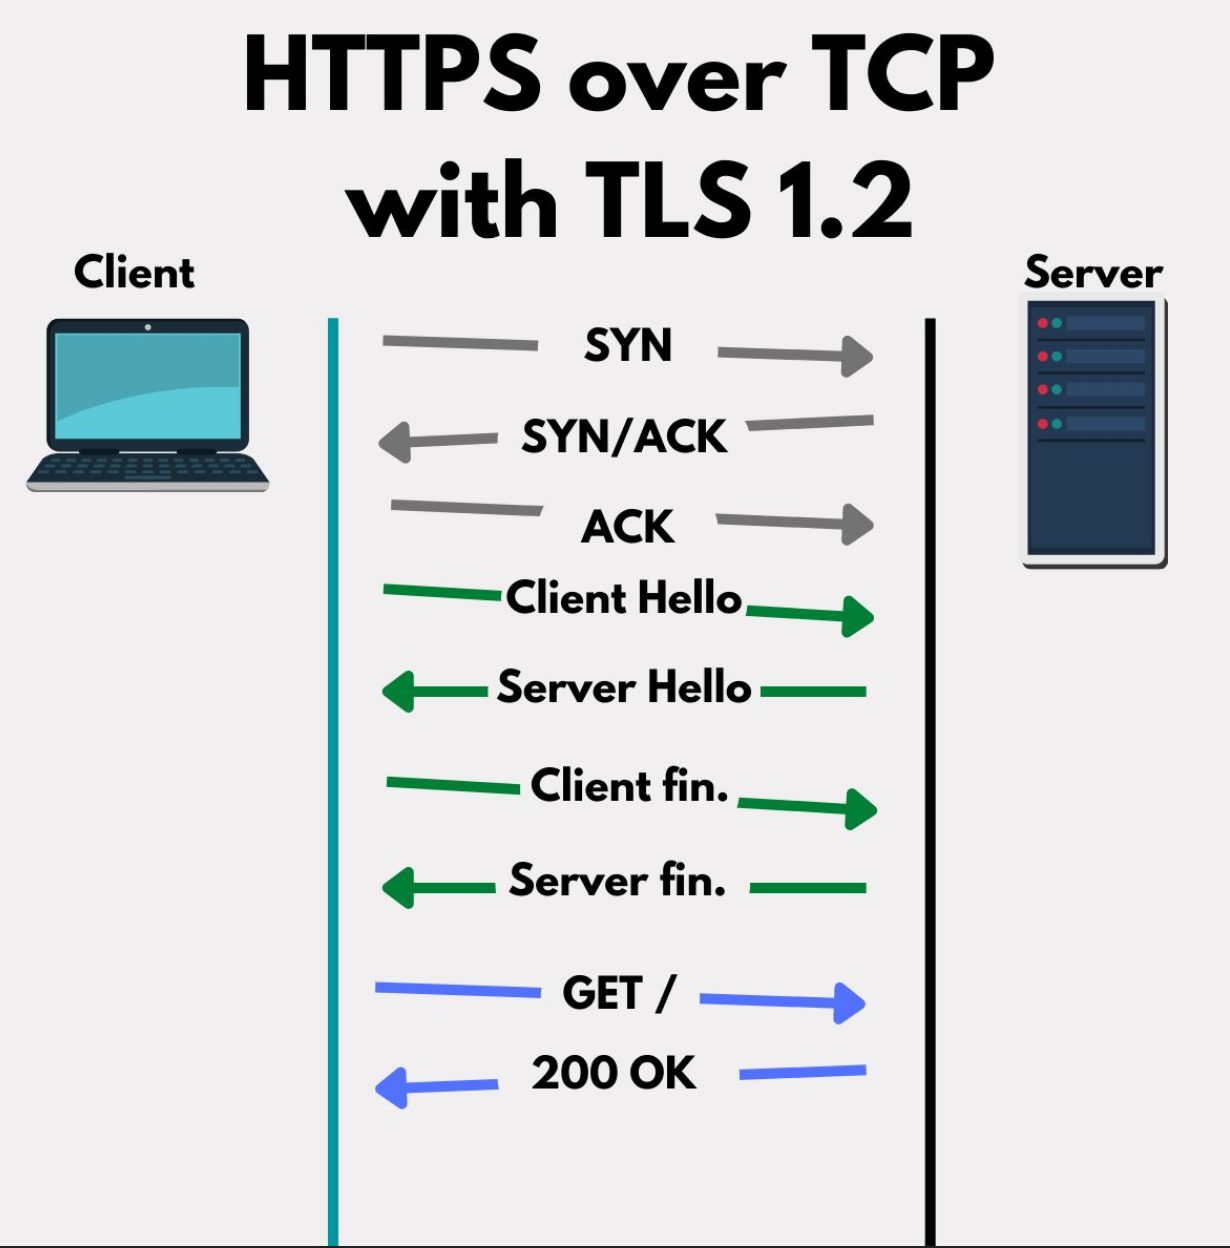 HTTPS over TCP
with TLS 1.2
Client
Server
SYN
SYN/ACK
ACK
Client Hello
Server Hello
Client fin.
Server fin.
GET /
200 OK